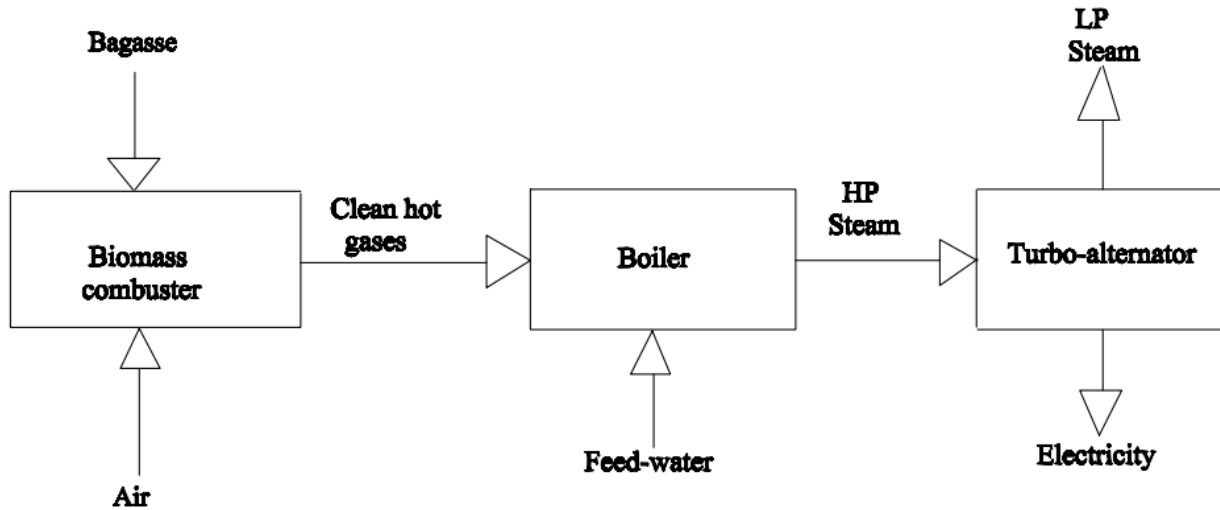 Bagasse
LP
Steam
Clean hot
gases
HP
Steam
Biomass
combuster
Boiler
Turbo-alternator
Feed-water
Electricity
Air